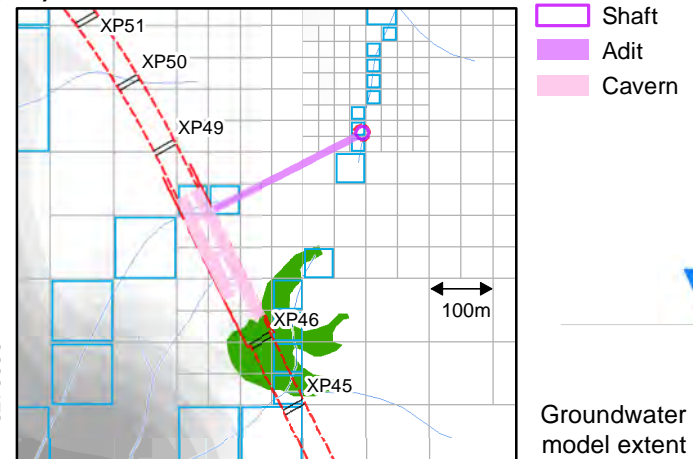 Shaft
Adit
Cavern
XP51
XP50
XP49
XP46
XP45
100m
Groundwater
model extent